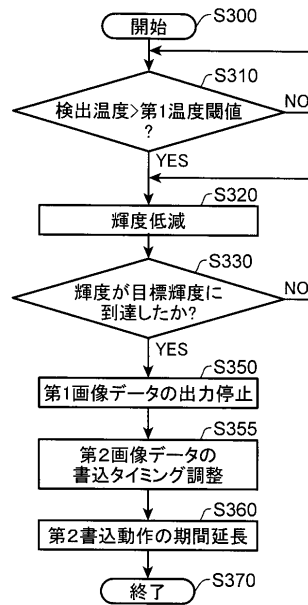 S300
開始
S310
検出温度>第1温度閾値
?
NO
YES
S320
輝度低減
S330
輝度が目標輝度に
到達したか?
NO
YES
S350
第1画像データの出力停止
S355
第2画像データの
書込タイミング調整
S360
第2書込動作の期間延長
S370
終了